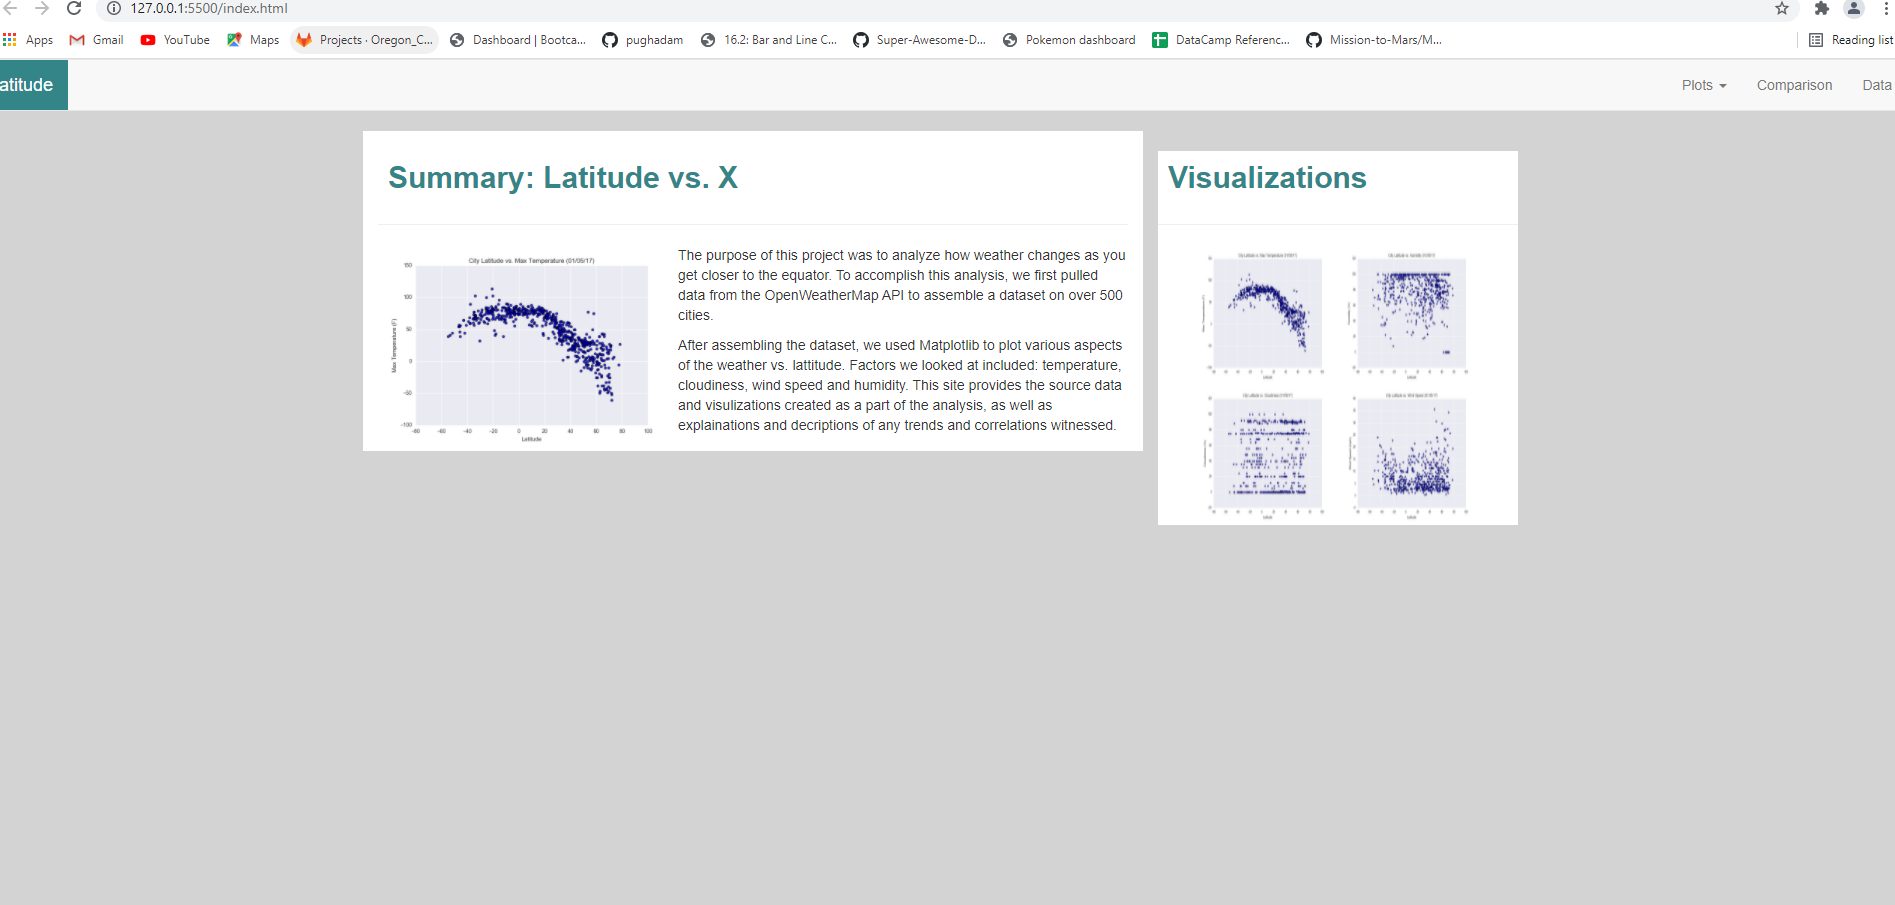 127.0.0.1:5500/index.html
Apps Gmail YouTube Maps Projects · Oregon_C... Dashboard | Bootca... pughadam 16.2: Bar and Line C... Super-Awesome-D... Pokemon dashboard DataCamp Referenc... Mission-to-Mars/M... Reading list
atitude Plots Comparison Data
Summary: Latitude vs. X
City Latitude vs. Max Temperature (01/05/17)
Max Temperature (F)
150
100
50
0
-50
-100
-60 -40 -20 0 20 40 60 80 100
Latitude
The purpose of this project was to analyze how weather changes as you
get closer to the equator. To accomplish this analysis, we first pulled
data from the OpenWeatherMap API to assemble a dataset on over 500
cities.
After assembling the dataset, we used Matplotlib to plot various aspects
of the weather vs. lattitude. Factors we looked at included: temperature,
cloudiness, wind speed and humidity. This site provides the source data
and visulizations created as a part of the analysis, as well as
explainations and decriptions of any trends and correlations witnessed.
Visualizations